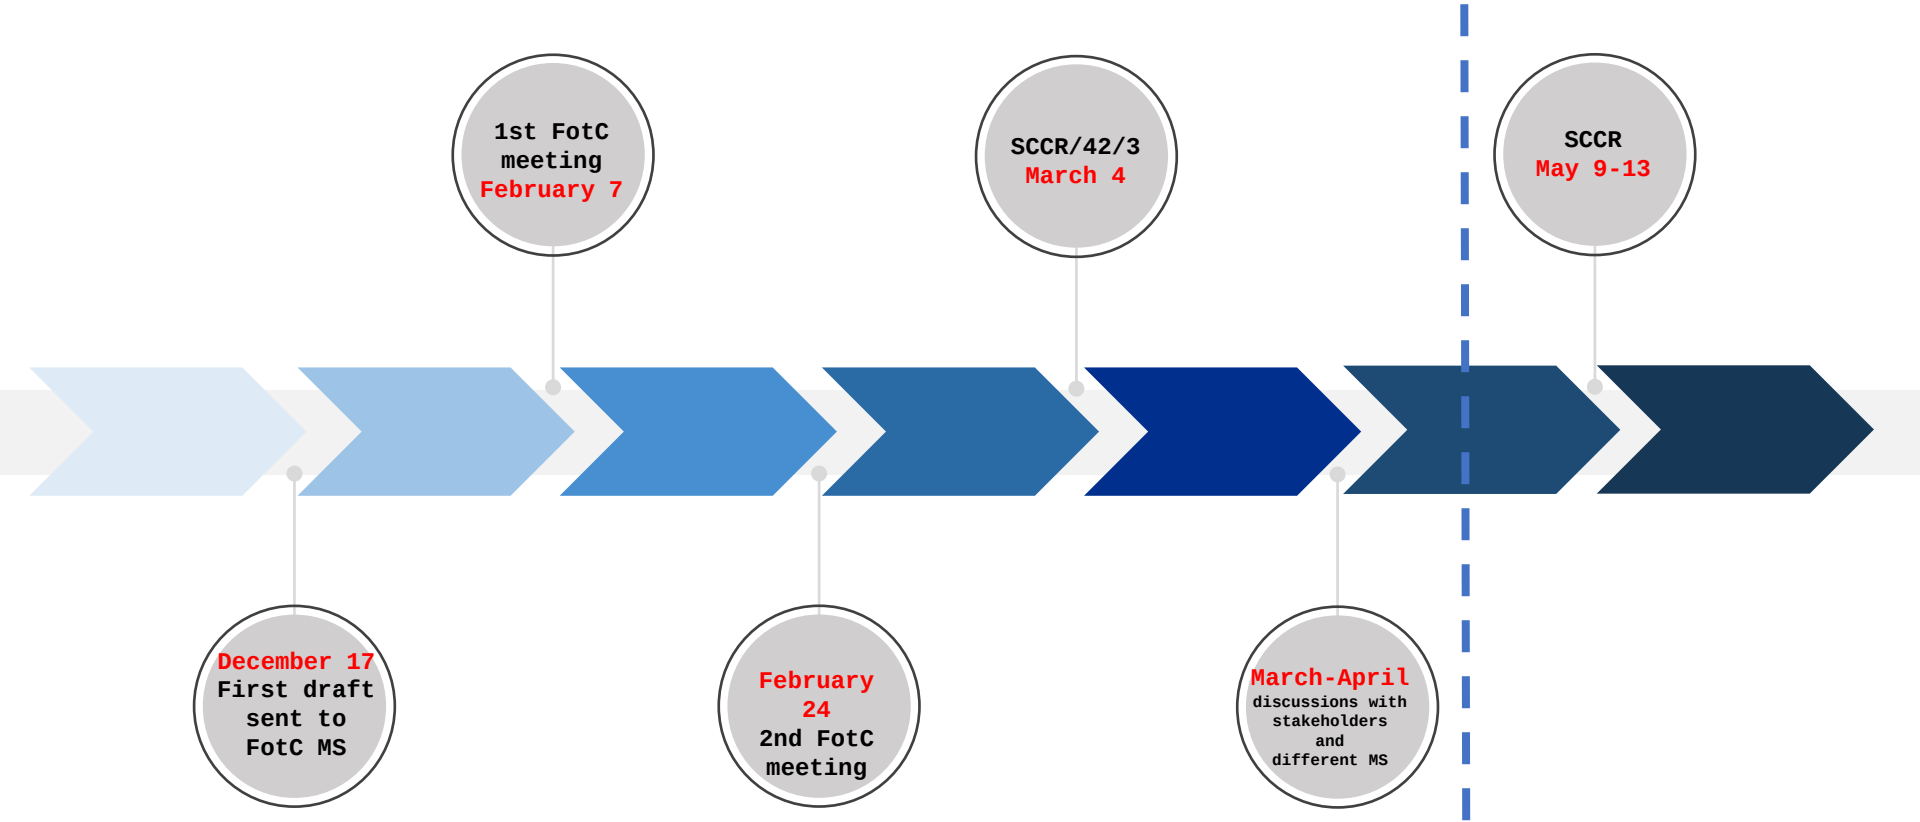 1st FotC
meeting
February 7
SCCR/42/3
March 4
SCCR
May 9-13
December 17
First draft
sent to
FotC MS
February
24
2nd FotC
meeting
March-April
discussions with
stakeholders
and
different MS